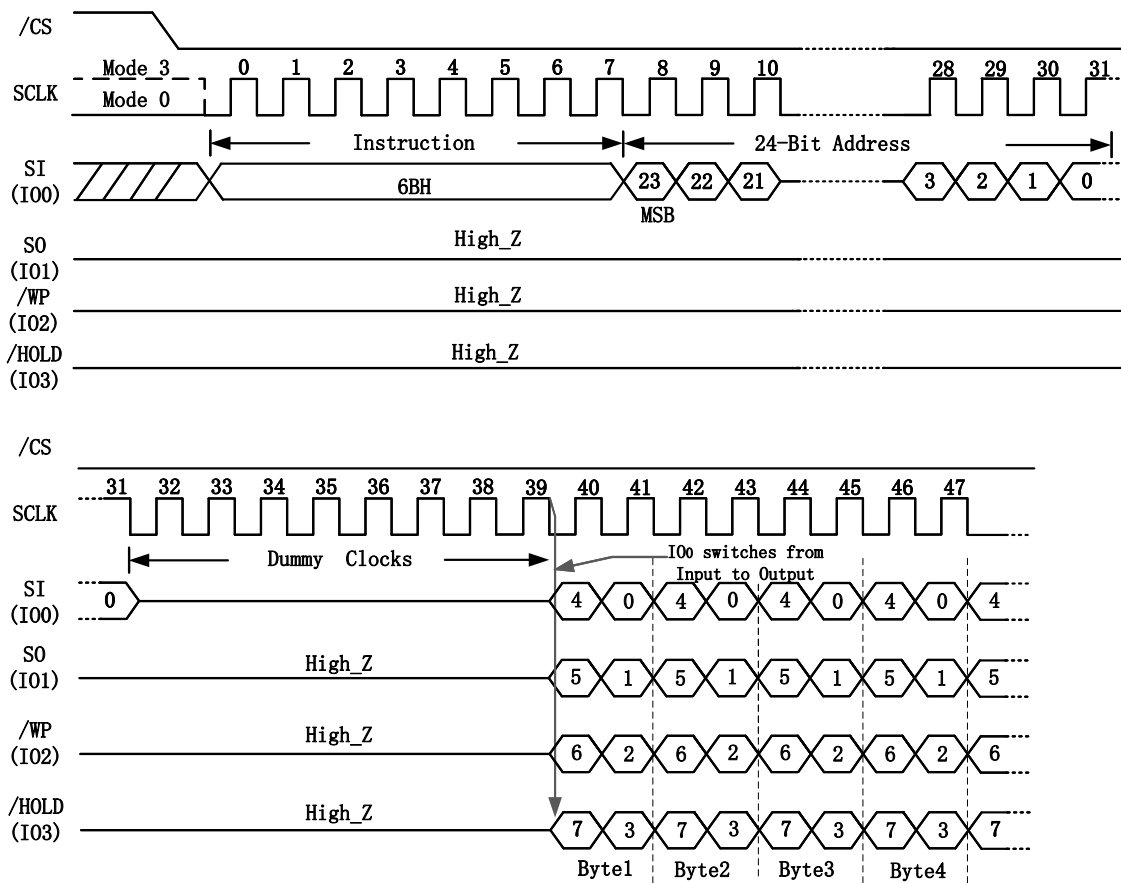 /CS
Mode 3 0 1 2 3 4 5 6 7 8 9 10 28 29 30 31
SCLK
Mode 0
Instruction 24-Bit Address
SI
(IO0)
6BH 23 22 21 3 2 1 0
MSB
SO
(IO1)
High_Z
/WP
(IO2)
High_Z
/HOLD
(IO3)
High_Z
/CS
31 32 33 34 35 36 37 38 39 40 41 42 43 44 45 46 47
SCLK
Dummy Clocks
IO0 switches from
Input to Output
SI
(IO0)
0 4 0 4 0 4 0 4 0 4
SO
(IO1)
High_Z
5 1 5 1 5 1 5 1 5
/WP
(IO2)
High_Z
6 2 6 2 6 2 6 2 6
/HOLD
(IO3)
High_Z
7 3 7 3 7 3 7 3 7
Byte1 Byte2 Byte3 Byte4